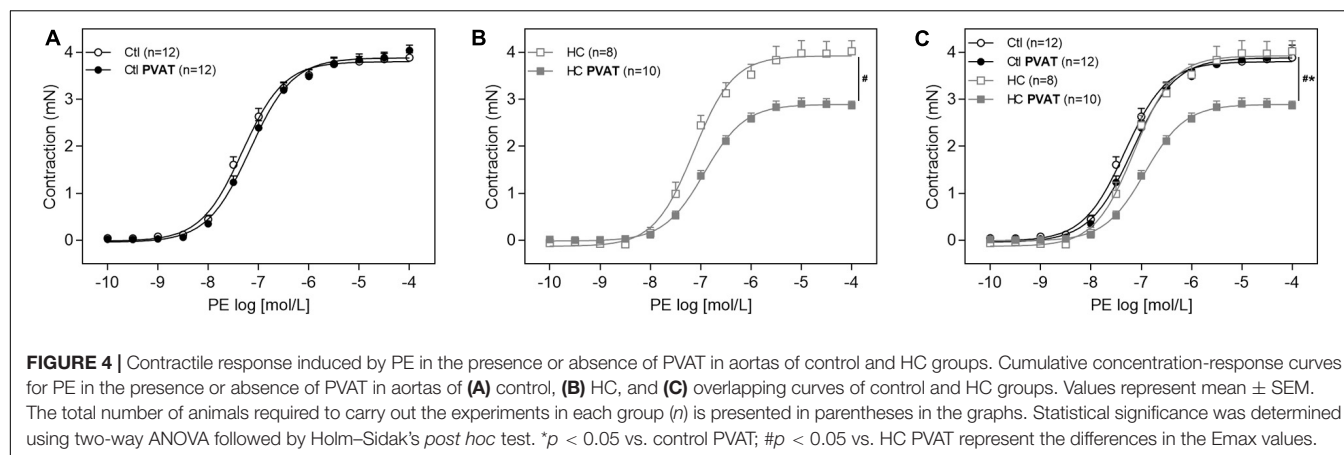 A
Ctl (n=12)
Ctl PVAT (n=12)
Contraction (mN)
4
3
2
1
0
-10 -9 -8 -7 -6 -5 -4
PE log [mol/L]
B
HC (n=8)
HC PVAT (n=10)
#
Contraction (mN)
4
3
2
1
0
-10 -9 -8 -7 -6 -5 -4
PE log [mol/L]
C
Ctl (n=12)
Ctl PVAT (n=12)
HC (n=8)
HC PVAT (n=10)
#*
Contraction (mN)
4
3
2
1
0
-10 -9 -8 -7 -6 -5 -4
PE log [mol/L]
FIGURE 4 | Contractile response induced by PE in the presence or absence of PVAT in aortas of control and HC groups. Cumulative concentration-response curves
for PE in the presence or absence of PVAT in aortas of (A) control, (B) HC, and (C) overlapping curves of control and HC groups. Values represent mean ± SEM.
The total number of animals required to carry out the experiments in each group (n) is presented in parentheses in the graphs. Statistical significance was determined
using two-way ANOVA followed by Holm–Sidak's post hoc test. *p < 0.05 vs. control PVAT; #p < 0.05 vs. HC PVAT represent the differences in the Emax values.